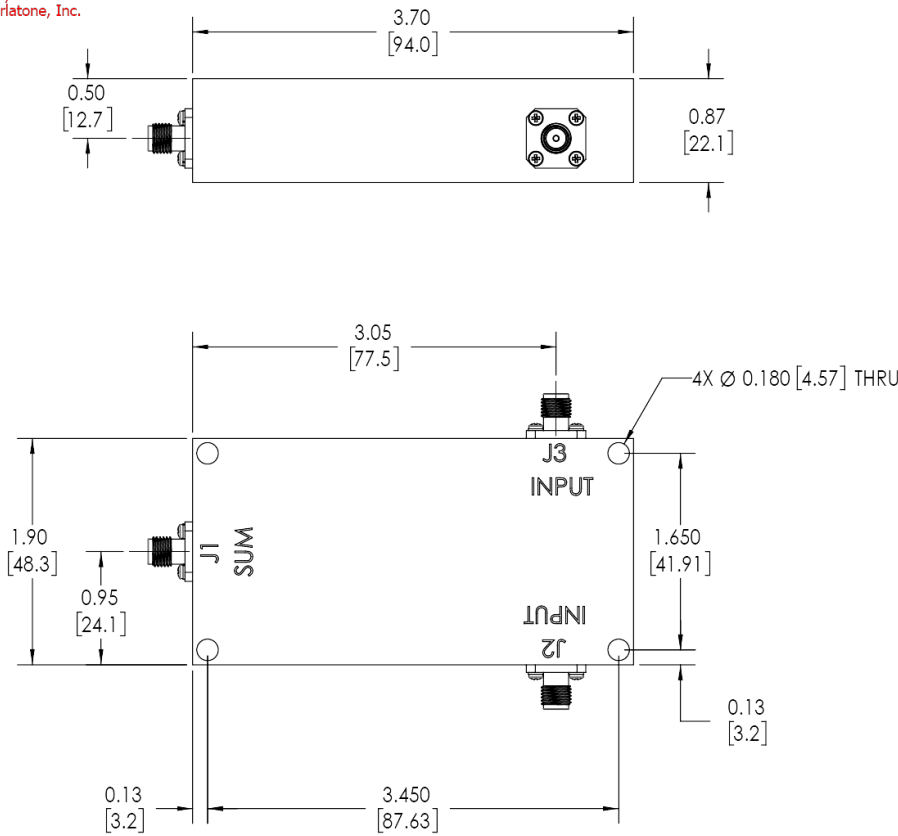 rlatone, Inc.
3.70
[94.0]
0.50
[12.7]
0.87
[22.1]
3.05
[77.5]
4X Ø 0.180 [4.57] THRU
J3
INPUT
1.90
[48.3]
J1
SUM
1.650
[41.91]
0.95
[24.1]
INPUT
J2
0.13
[3.2]
0.13
[3.2]
3.450
[87.63]